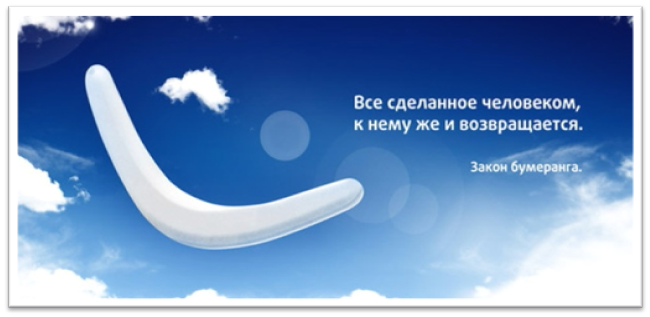 Все сделанное человеком,
к нему же и возвращается.
Закон бумеранга.